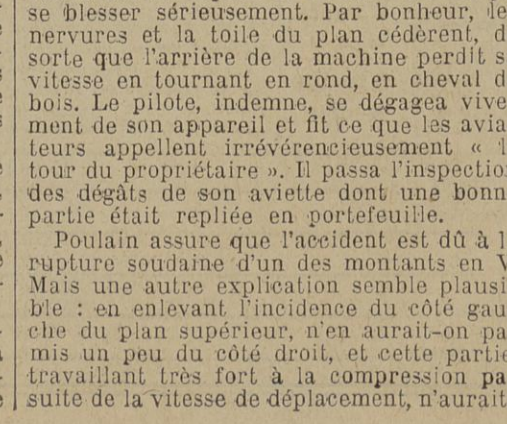 se blesser sérieusement. Par bonheur, le
nervures et la toile du plan cédèrent, d
sorte que l'arrière de la machine perdit s
vitesse en tournant en rond, en cheval d
bois. Le pilote, indemne, se dégagea vive
ment de son appareil et fit ce que les avia
teurs appellent irrévérencieusement « l
tour du propriétaire ». Il passa l'inspectio
des dégâts de son aviette dont une bonn
partie était repliée en portefeuille.
Poulain assure que l'accident est dû à l
rupture soudaine d'un des montants en V
Mais une autre explication semble plausi
ble : en enlevant l'incidence du côté gau
che du plan supérieur, n'en aurait-on pa
mis un peu du côté droit, et cette partie
travaillant très fort à la compression pa
suite de la vitesse de déplacement, n'aurait